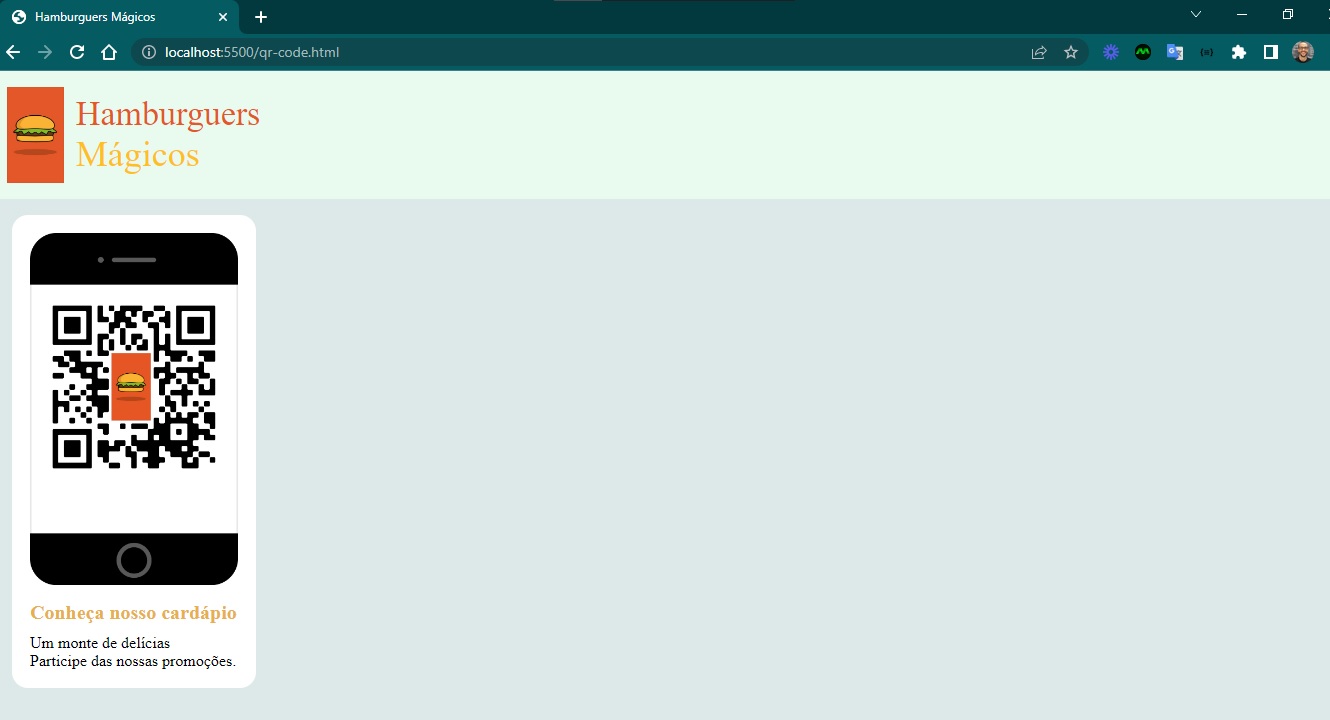 Hamburguers Mágicos
localhost:5500/qr-code.html
Hamburguers
Mágicos
Conheça nosso cardápio
Um monte de delícias
Participe das nossas promoções.